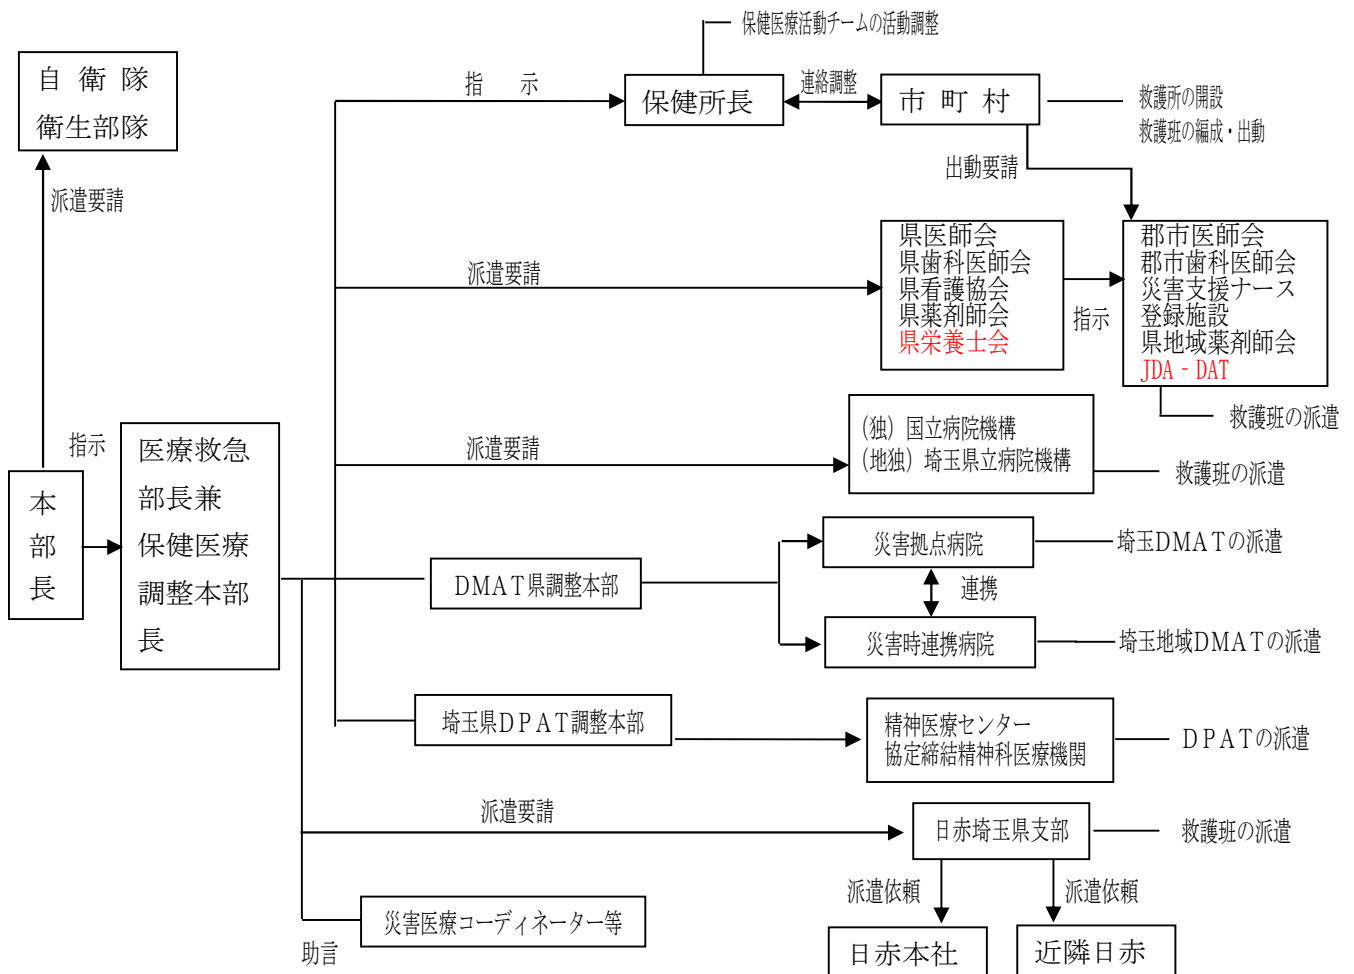 保健医療活動チームの活動調整
自 衛 隊
衛生部隊
指　　示
保健所長
連絡調整
市 町 村
救護所の開設
救護班の編成・出動
出動要請
派遣要請
県医師会
県歯科医師会
県看護協会
県薬剤師会
県栄養士会
派遣要請
指示
郡市医師会
郡市歯科医師会
災害支援ナース
登録施設
県地域薬剤師会
JDA‐DAT
救護班の派遣
指示
本
部
長
医療救急
部長兼
保健医療
調整本部
長
派遣要請
(独) 国立病院機構
(地独) 埼玉県立病院機構
救護班の派遣
DMAT県調整本部
災害拠点病院
埼玉DMATの派遣
連携
災害時連携病院
埼玉地域DMATの派遣
埼玉県DPAT調整本部
精神医療センター
協定締結精神科医療機関
DPATの派遣
派遣要請
日赤埼玉県支部
救護班の派遣
派遣依頼
派遣依頼
災害医療コーディネーター等
助言
日赤本社
近隣日赤